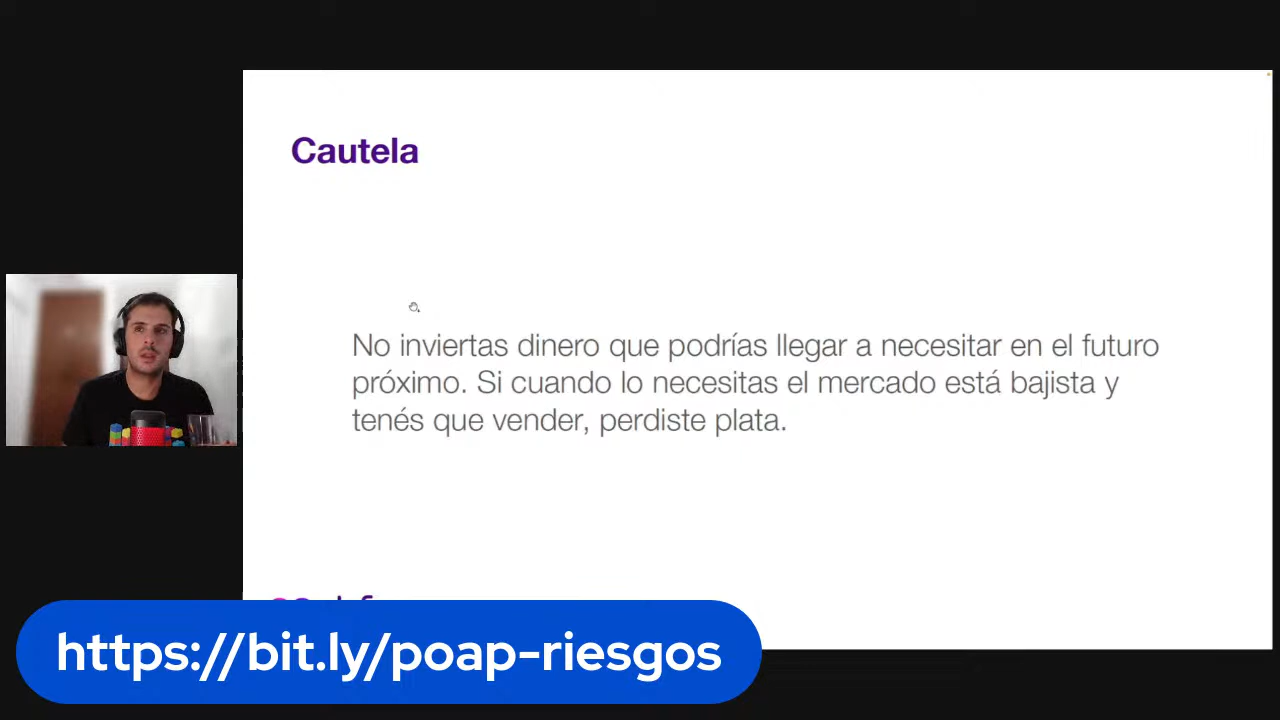 Cautela
No inviertas dinero que podrías llegar a necesitar en el futuro
próximo. Si cuando lo necesitas el mercado está bajista y
tenés que vender, perdiste plata.
https://bit.ly/poap-riesgos